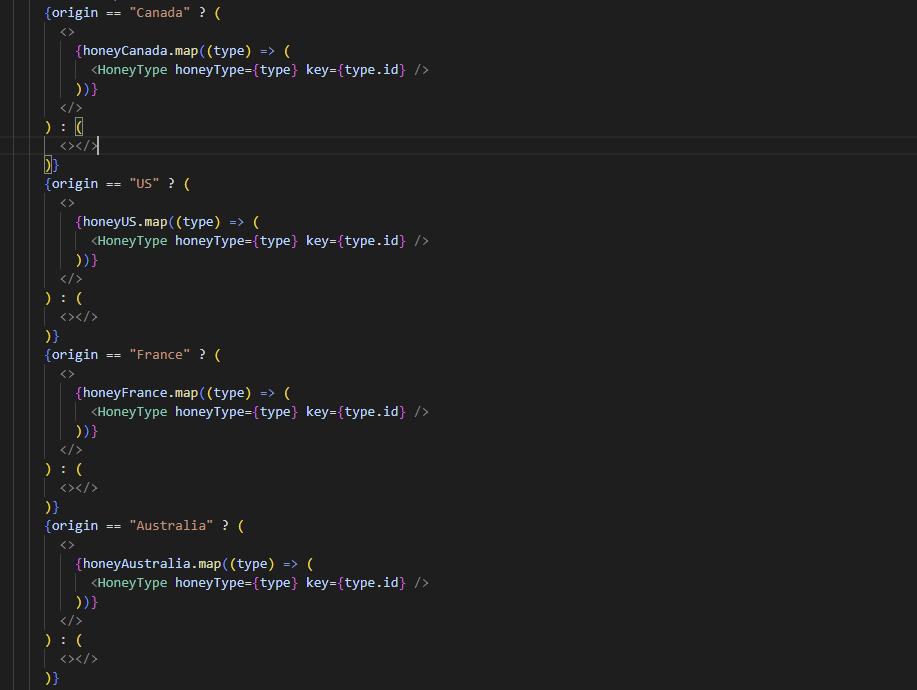 {origin == "Canada" ? (
<>
{honeyCanada.map((type) => (
<HoneyType honeyType={type} key={type.id} />
))}
</>
) : (
<></>
)}
{origin == "US" ? (
<>
{honeyUS.map((type) => (
<HoneyType honeyType={type} key={type.id} />
))}
</>
) : (
<></>
)}
{origin == "France" ? (
<>
{honeyFrance.map((type) => (
<HoneyType honeyType={type} key={type.id} />
))}
</>
) : (
<></>
)}
{origin == "Australia" ? (
<>
{honeyAustralia.map((type) => (
<HoneyType honeyType={type} key={type.id} />
))}
</>
) : (
<></>
)}